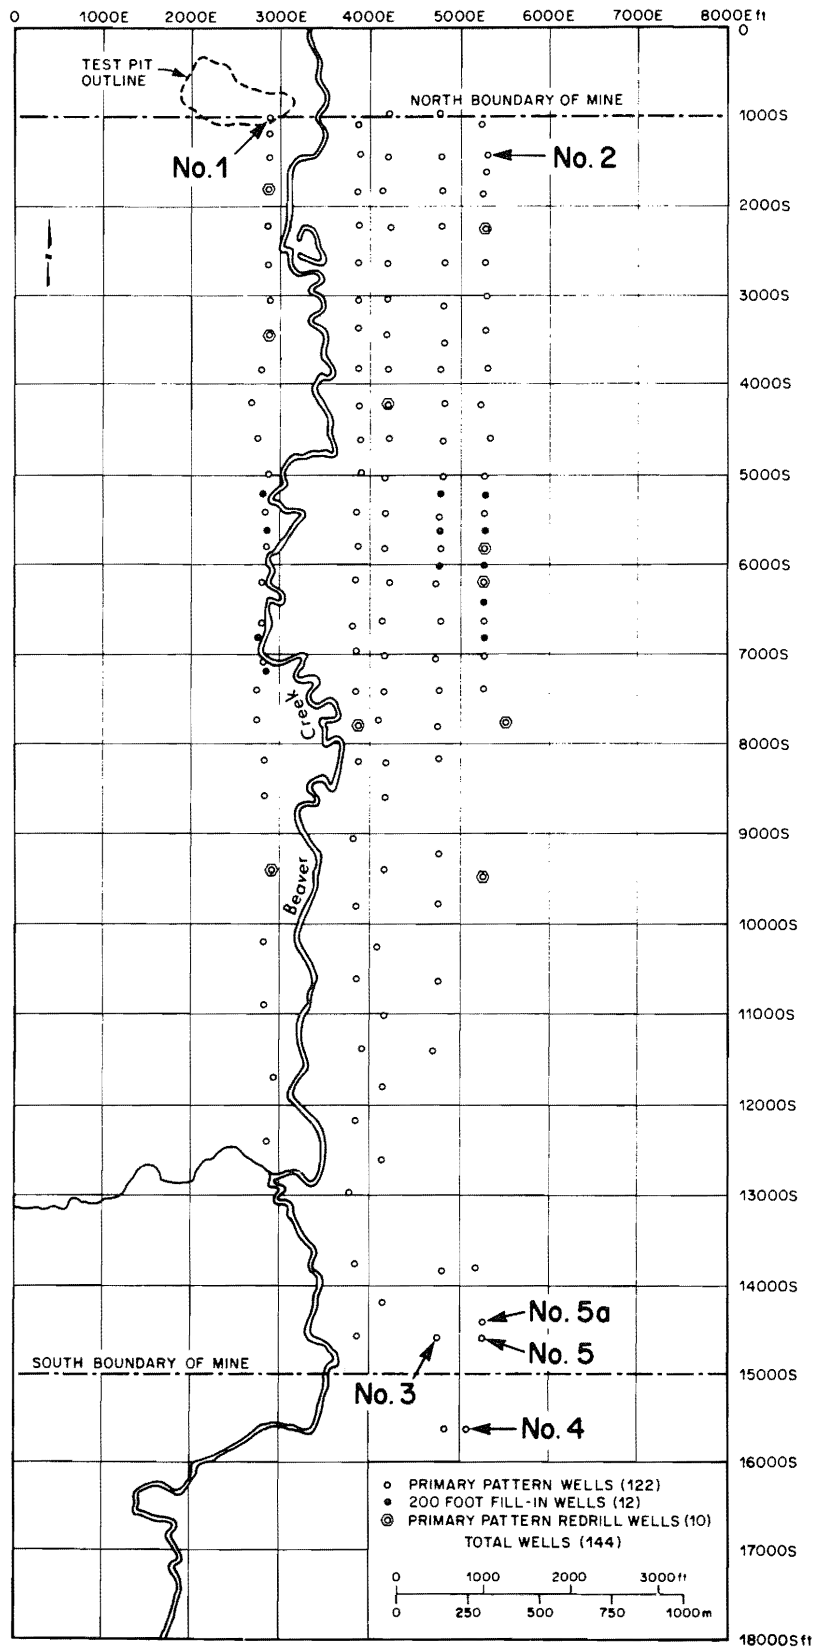 0 1000E 2000E 3000E 4000E 5000E 6000E 7000E 8000E ft
0
TEST PIT
OUTLINE
NORTH BOUNDARY OF MINE
1000S
No. 1
No. 2
2000S
3000S
4000S
5000S
6000S
7000S
Creek
8000S
9000S
Beaver
10000S
11000S
12000S
13000S
14000S
No. 5a
No. 5
SOUTH BOUNDARY OF MINE
15000S
No. 3
No. 4
16000S
PRIMARY PATTERN WELLS (122)
200 FOOT FILL-IN WELLS (12)
PRIMARY PATTERN REDRILL WELLS (10)
TOTAL WELLS (144)
17000S
0 1000 2000 3000 ft
0 250 500 750 1000 m
18000S ft